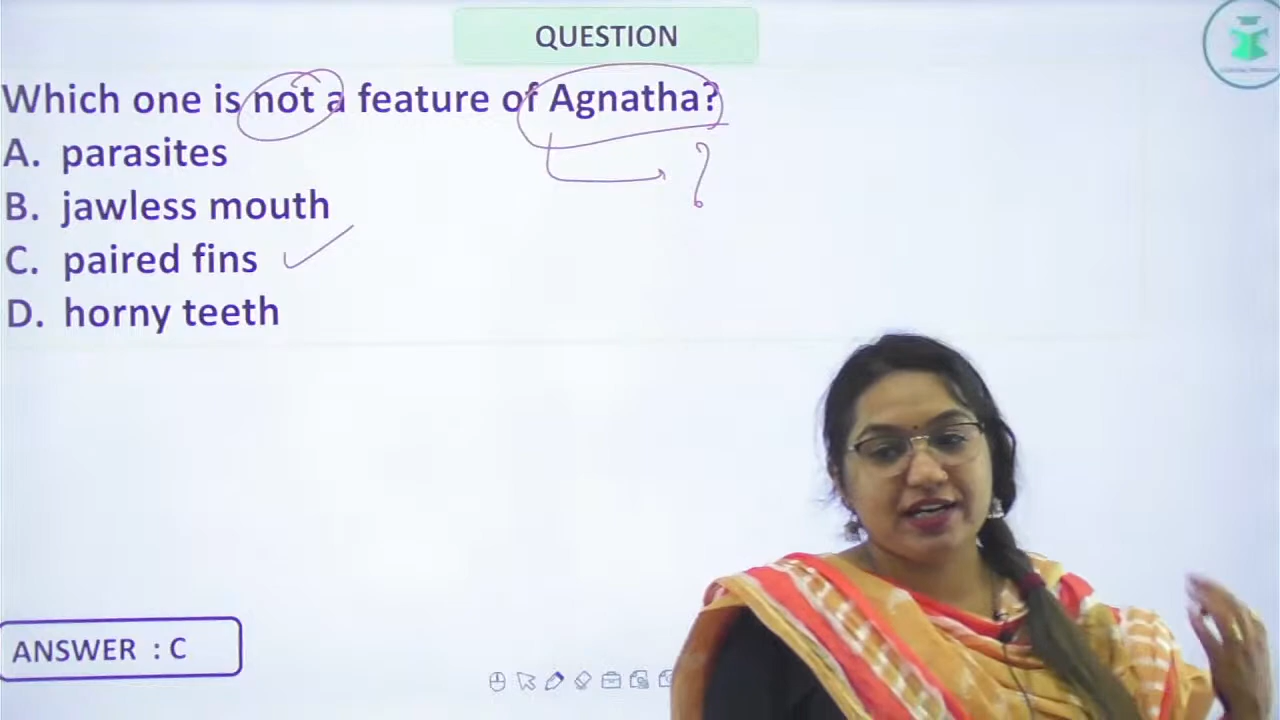 QUESTION
Which one is not a feature of Agnatha?
A. parasites
B. jawless mouth
C. paired fins
D. horny teeth
?
ANSWER : C